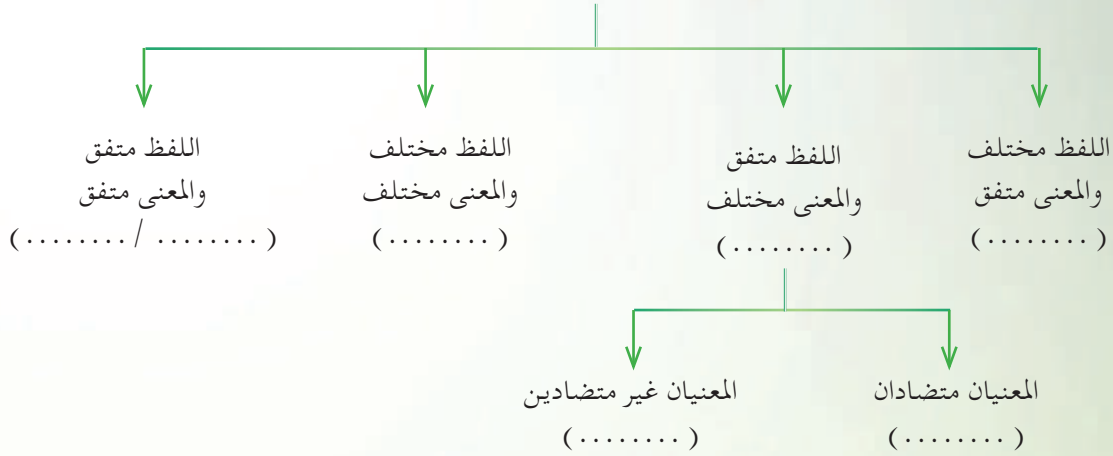 اللفظ مختلف
والمعنى متفق
( ........ )
اللفظ متفق
والمعنى مختلف
( ........ )
اللفظ مختلف
والمعنى مختلف
( ........ )
اللفظ متفق
والمعنى متفق
( ........ / ........ )
المعنيان متضادان
( ........ )
المعنيان غير متضادين
( ........ )